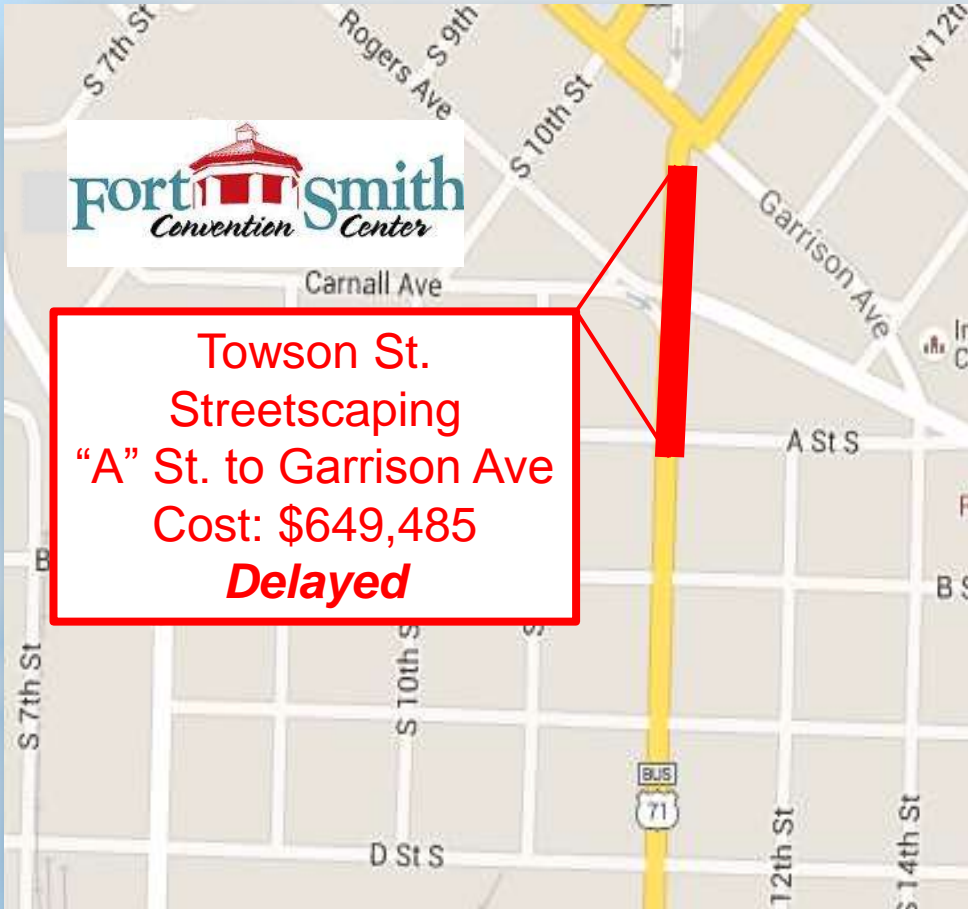 S 7th St
Rogers Ave
S 9th
S 10th St
N 12th
Fort Smith
Convention Center
Garrison Ave
Carnall Ave
Towson St.
Streetscaping
“A” St. to Garrison Ave
Cost: $649,485
Delayed
A St S
B
B S
S 7th St
S 10th S
BUS
71
12th St
S 14th St
D St S